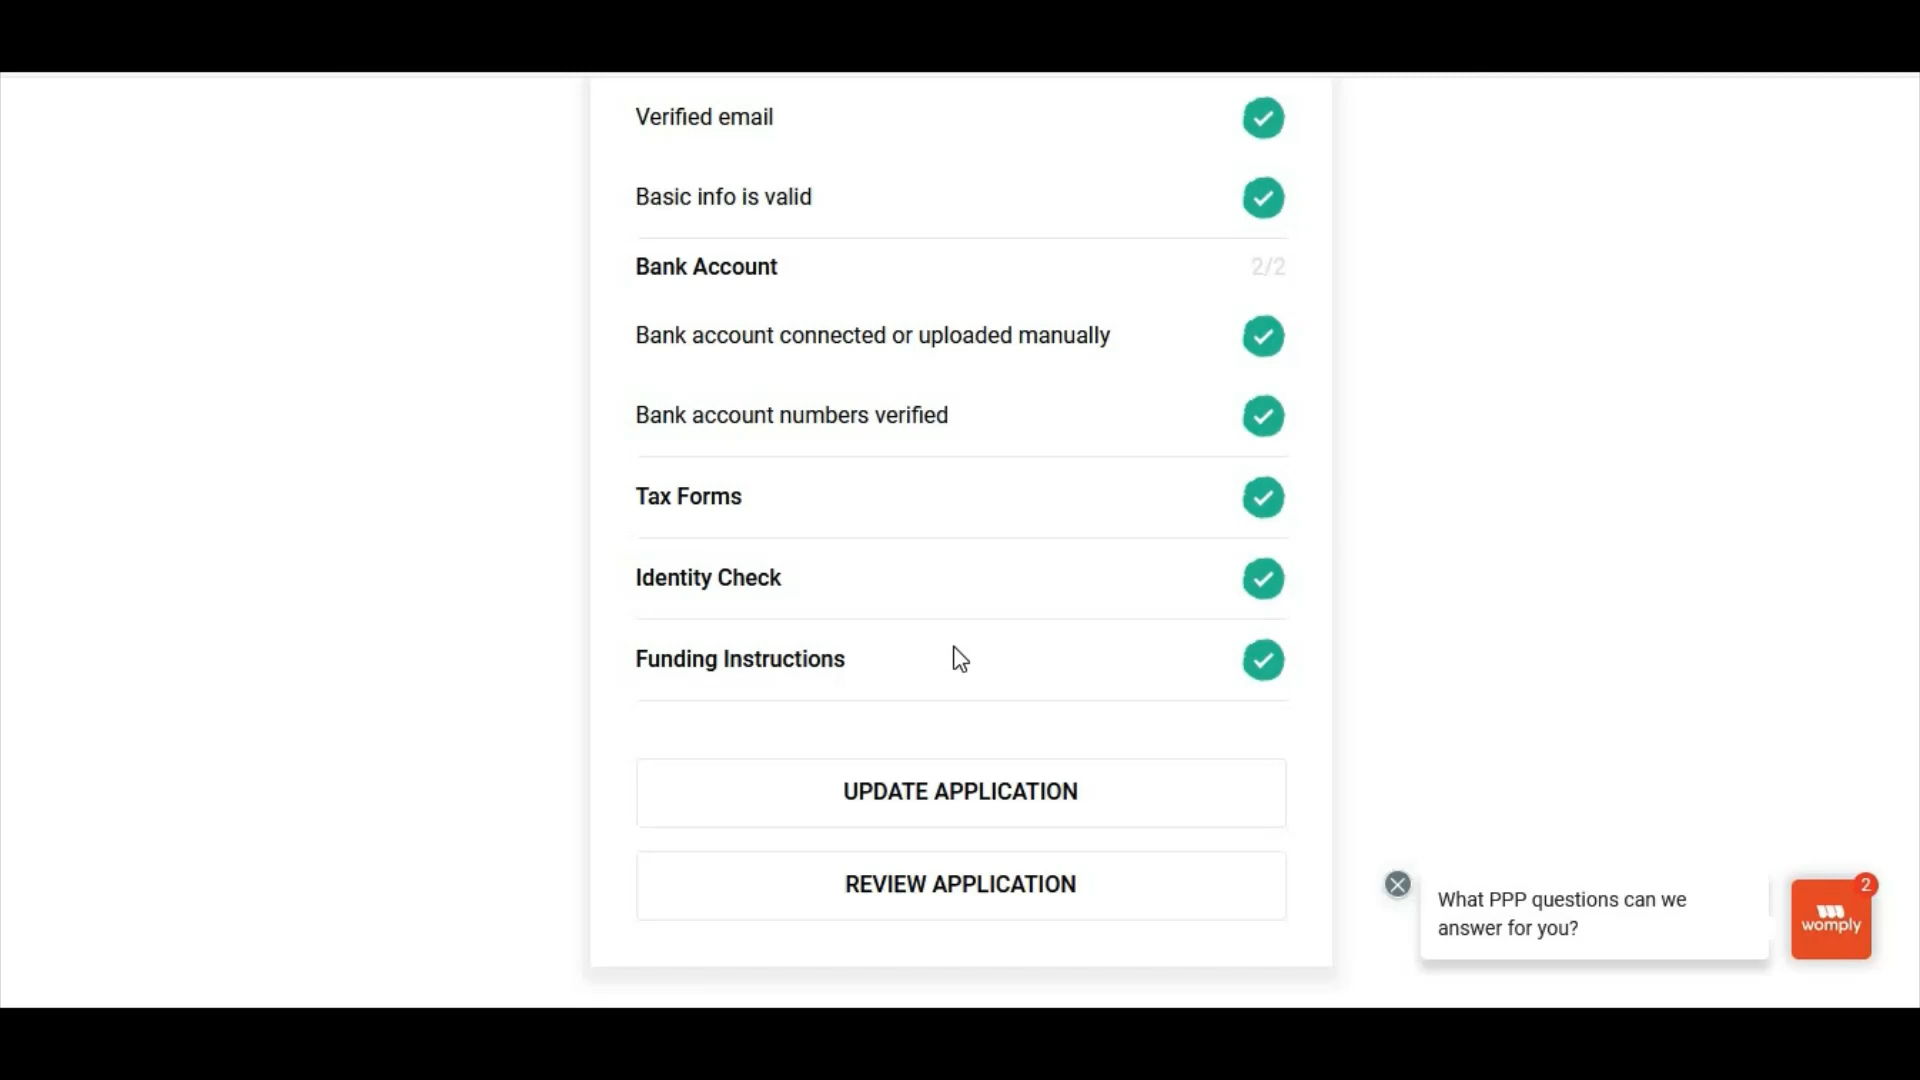 Verified email
Basic info is valid
Bank Account 2/2
Bank account connected or uploaded manually
Bank account numbers verified
Tax Forms
Identity Check
Funding Instructions
UPDATE APPLICATION
REVIEW APPLICATION
What PPP questions can we
answer for you?
2
womply